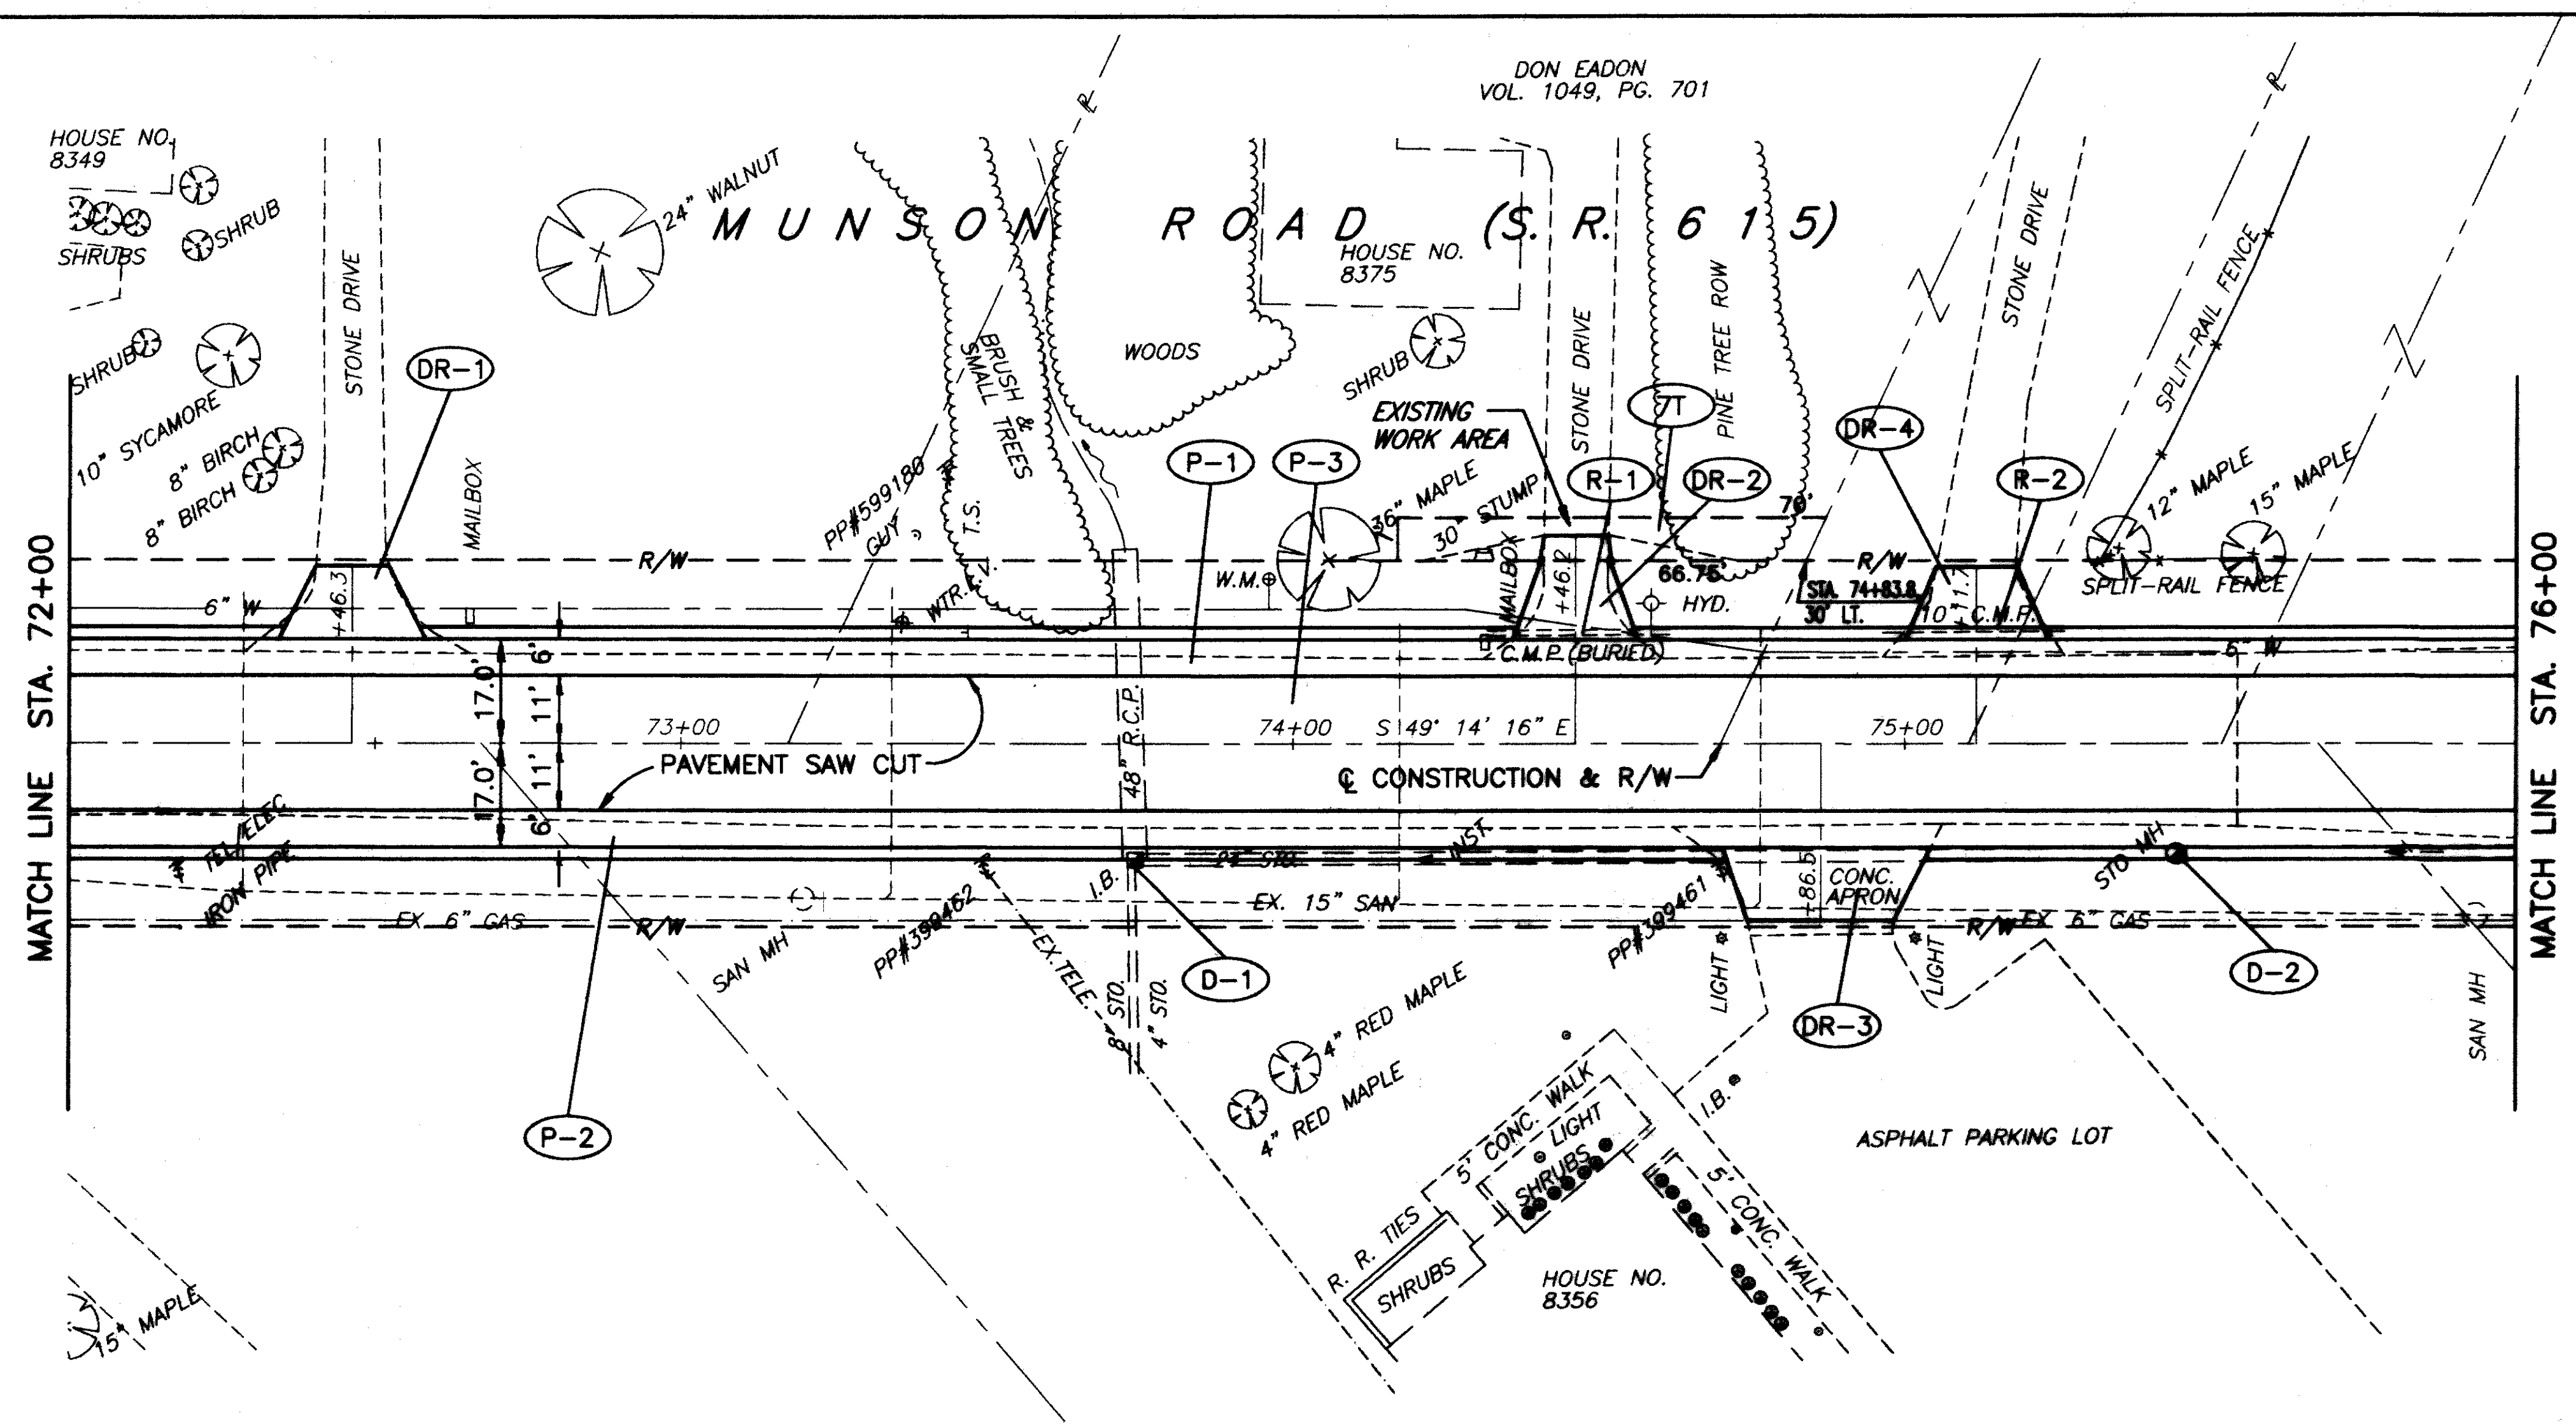 DON EADON
VOL. 1049, PG. 701
HOUSE NO.
8349
SHRUB
SHRUBS
24" WALNUT
MUNSON ROAD (S.R. 615)
HOUSE NO.
8375
STONE DRIVE
STONE DRIVE
STONE DRIVE
PINE TREE ROW
SPLIT-RAIL FENCE
SHRUB
10" SYCAMORE
8" BIRCH
8" BIRCH
DR-1
MAILBOX
BRUSH &
SMALL TREES
WOODS
SHRUB
EXISTING
WORK AREA
7T
DR-4
P-1
P-3
R-1
DR-2
R-2
PP#599180
GUY
T.S.
36" MAPLE
30" STUMP
70'
12" MAPLE
15" MAPLE
R/W
W.M.
MAILBOX
66.75'
R/W
SPLIT-RAIL FENCE
6" W
+46.3
WTR.
+46.2
HYD.
STA. 74+83.8
30' LT.
10" C.M.P.
+11.7
C.M.P. (BURIED)
6" W
MATCH LINE STA. 72+00
MATCH LINE STA. 76+00
17.0'
6'
11'
73+00
74+00
S 49° 14' 16" E
75+00
PAVEMENT SAW CUT
48" R.C.P.
℄ CONSTRUCTION & R/W
17.0'
11'
6'
TEL/ELEC
IRON PIPE
STO.
INST.
STO MH
I.B.
CONC.
APRON
+86.5
EX. 15" SAN
EX. 6" GAS
R/W
R/W
EX 6" GAS
SAN MH
PP#399462
EX.TELE.
8" STO.
4" STO.
D-1
PP#399461
LIGHT
LIGHT
D-2
DR-3
SAN MH
P-2
4" RED MAPLE
4" RED MAPLE
5' CONC. WALK
LIGHT
SHRUBS
I.B.
ASPHALT PARKING LOT
5' CONC. WALK
R. R. TIES
SHRUBS
HOUSE NO.
8356
15" MAPLE